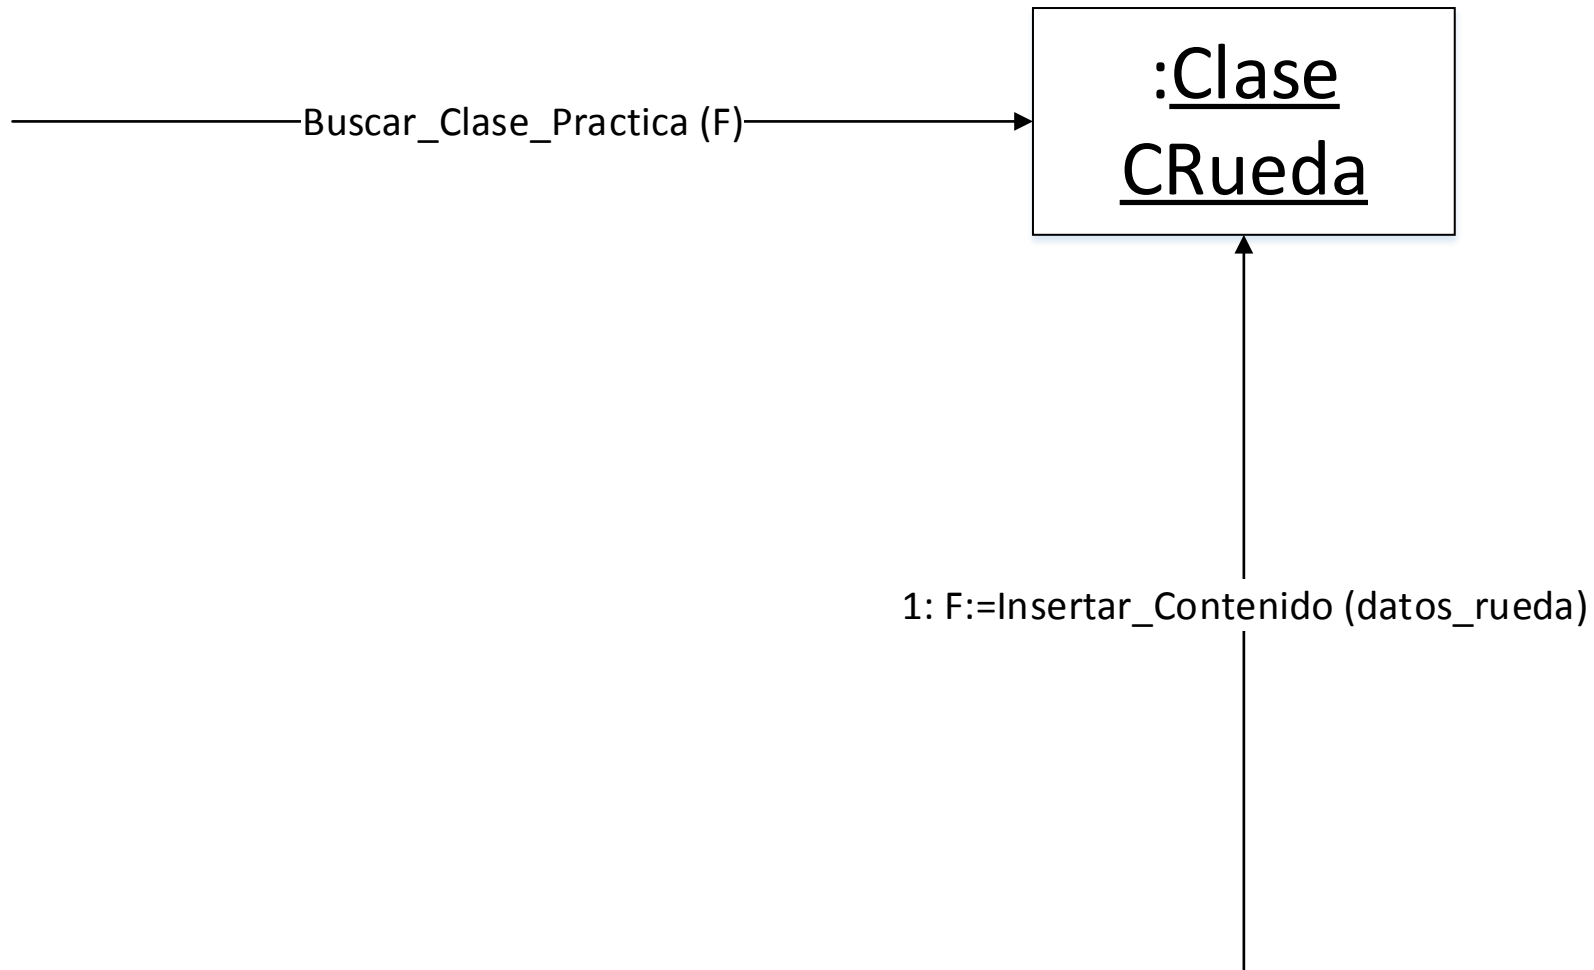 :Clase
CRueda
Buscar_Clase_Practica (F)
1: F:=Insertar_Contenido (datos_rueda)